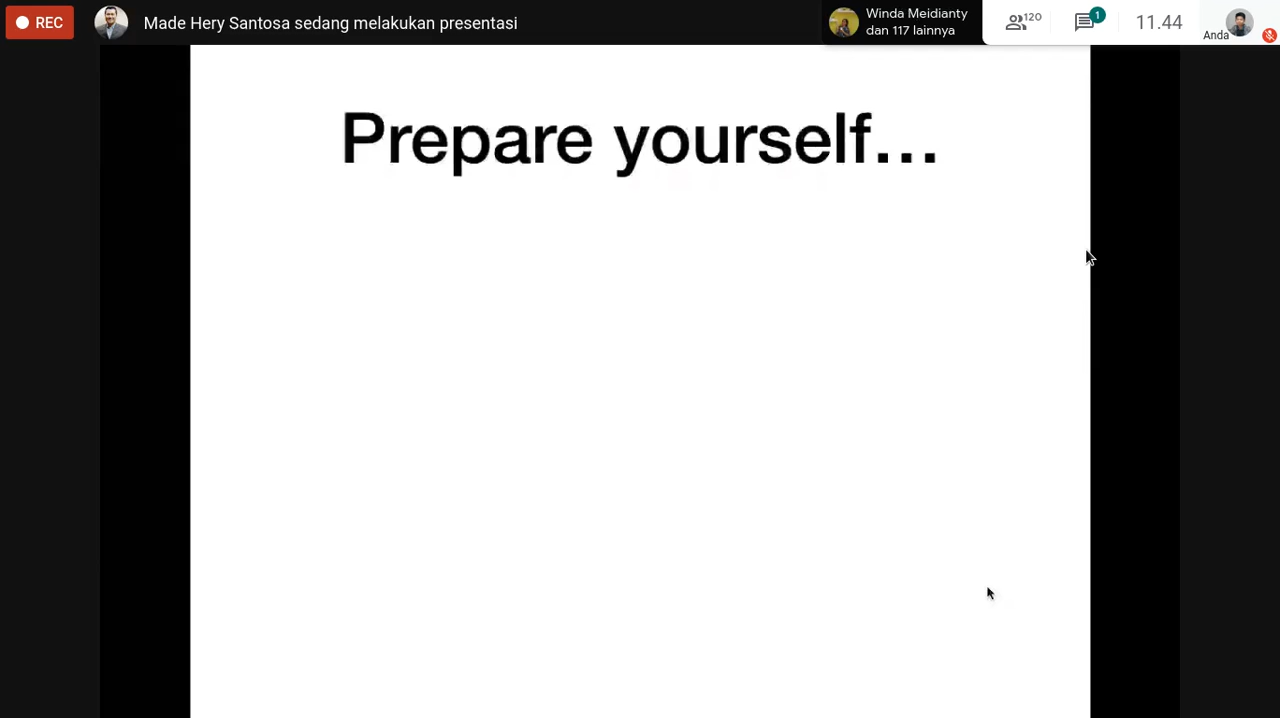 REC
Made Hery Santosa sedang melakukan presentasi
Winda Meidianty
dan 117 lainnya
120
1
11.44
Anda
Prepare yourself...